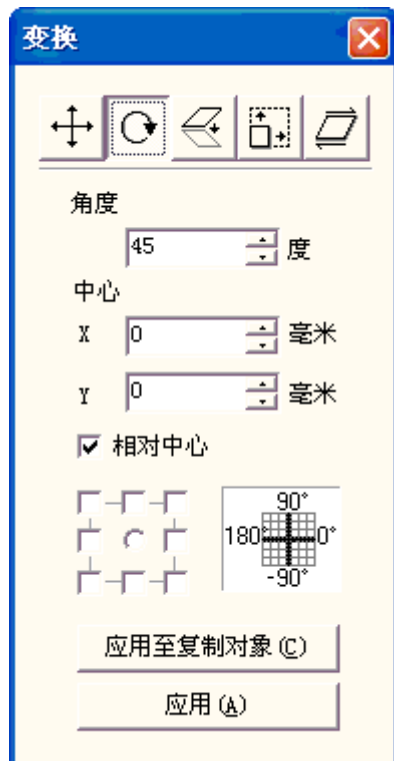 变换
角度
45 度
中心
X 0 毫米
Y 0 毫米
相对中心
90°
180° 0°
-90°
应用至复制对象(C)
应用(A)